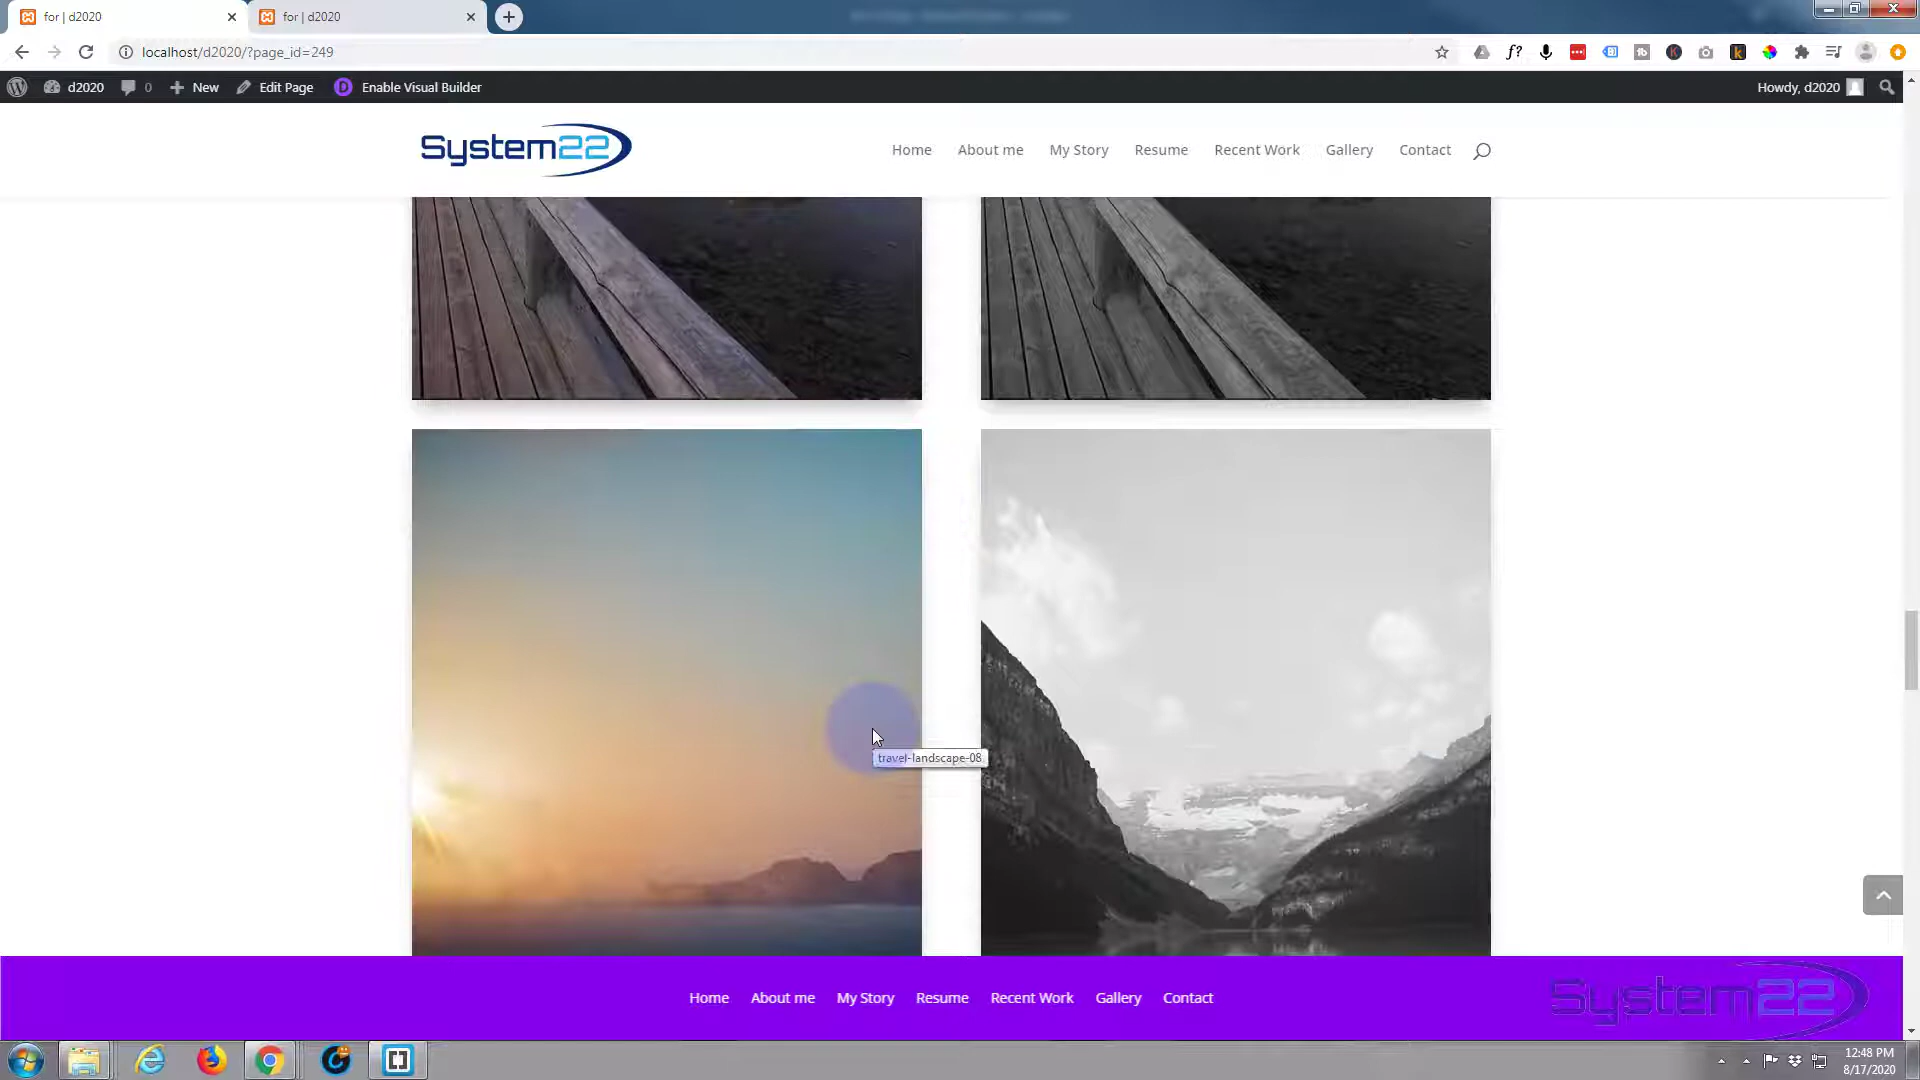 for | d2020
for | d2020
localhost/d2020/?page_id=249
d2020
0
New
Edit Page
Enable Visual Builder
Howdy, d2020
System22
Home
About me
My Story
Resume
Recent Work
Gallery
Contact
travel-landscape-08
Home
About me
My Story
Resume
Recent Work
Gallery
Contact
System22
12:48 PM
8/17/2020